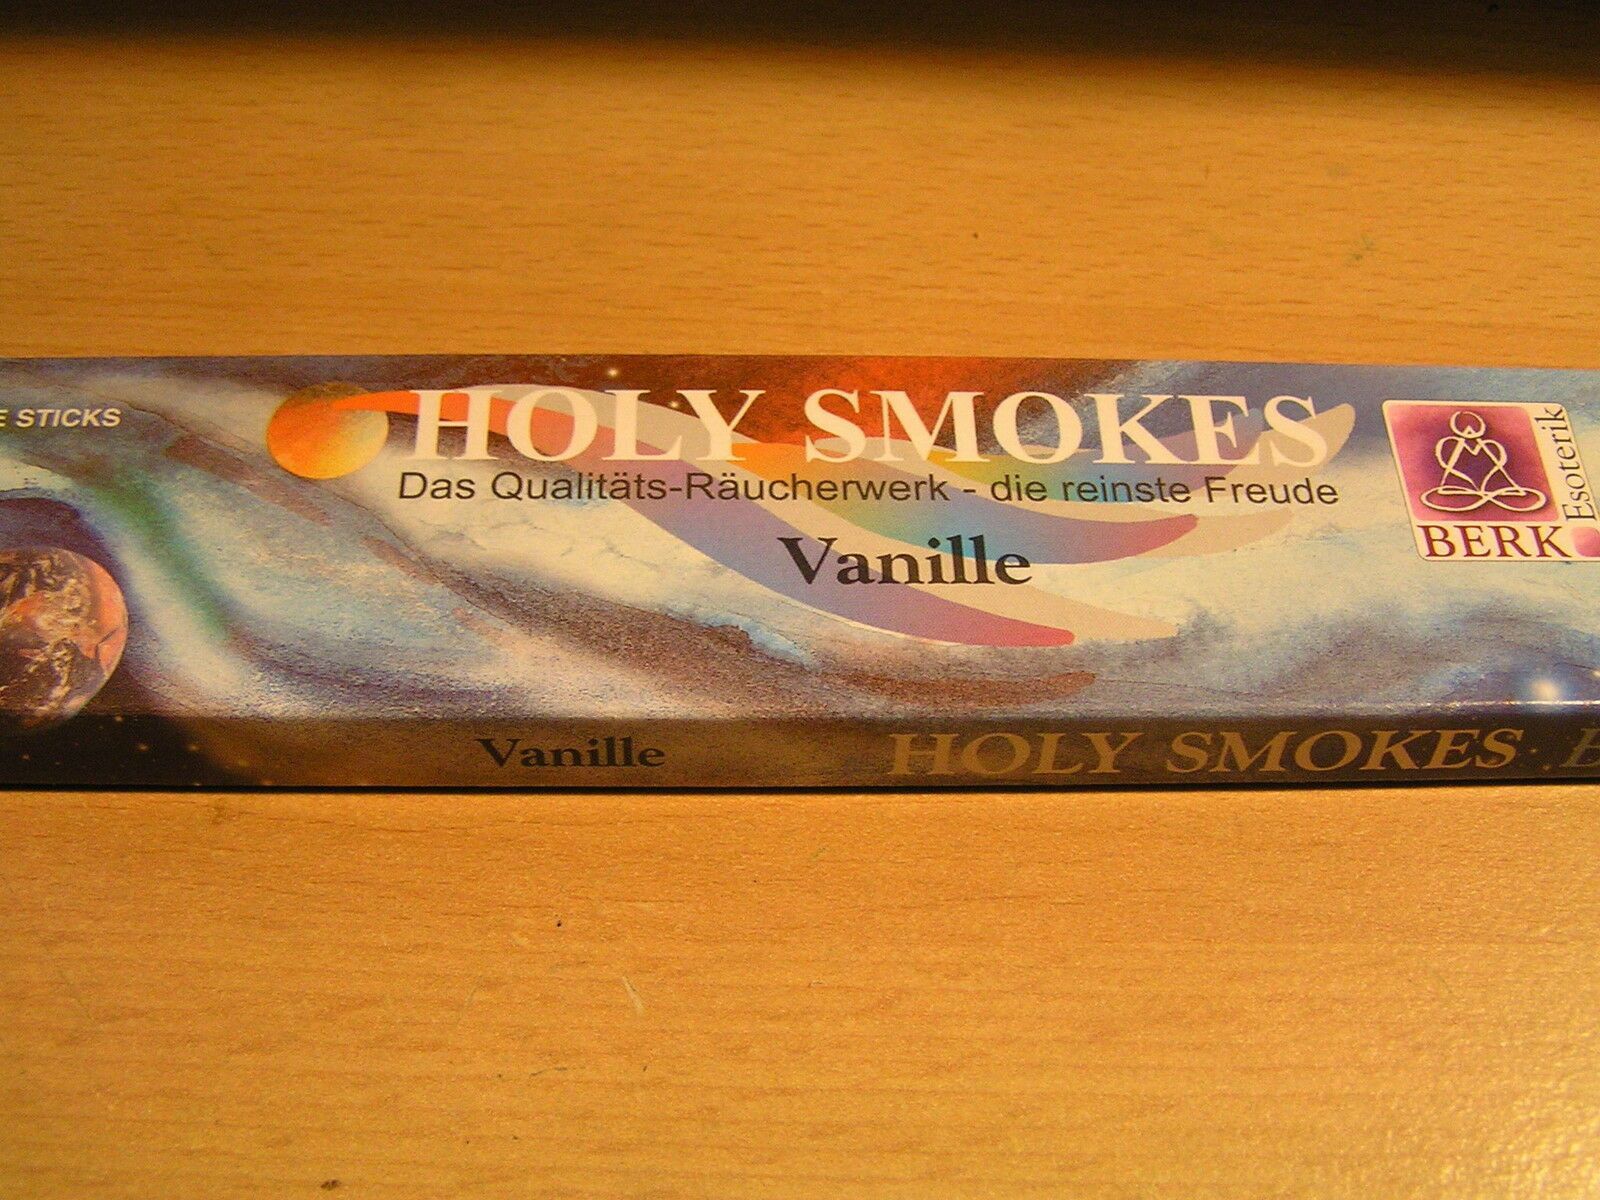 STICKS
HOLY SMOKES
Das Qualitäts-Räucherwerk - die reinste Freude
Vanille
Esoterik
BERK
Vanille
HOLY SMOKES